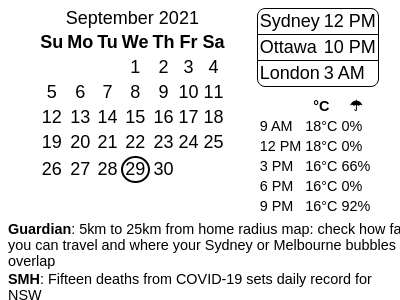 September 2021
Su Mo Tu We Th Fr Sa
1 2 3 4
5 6 7 8 9 10 11
12 13 14 15 16 17 18
19 20 21 22 23 24 25
26 27 28 29 30
Sydney 12 PM
Ottawa 10 PM
London 3 AM
°C ☂
9 AM 18°C 0%
12 PM 18°C 0%
3 PM 16°C 66%
6 PM 16°C 0%
9 PM 16°C 92%
Guardian: 5km to 25km from home radius map: check how fa
you can travel and where your Sydney or Melbourne bubbles
overlap
SMH: Fifteen deaths from COVID-19 sets daily record for
NSW